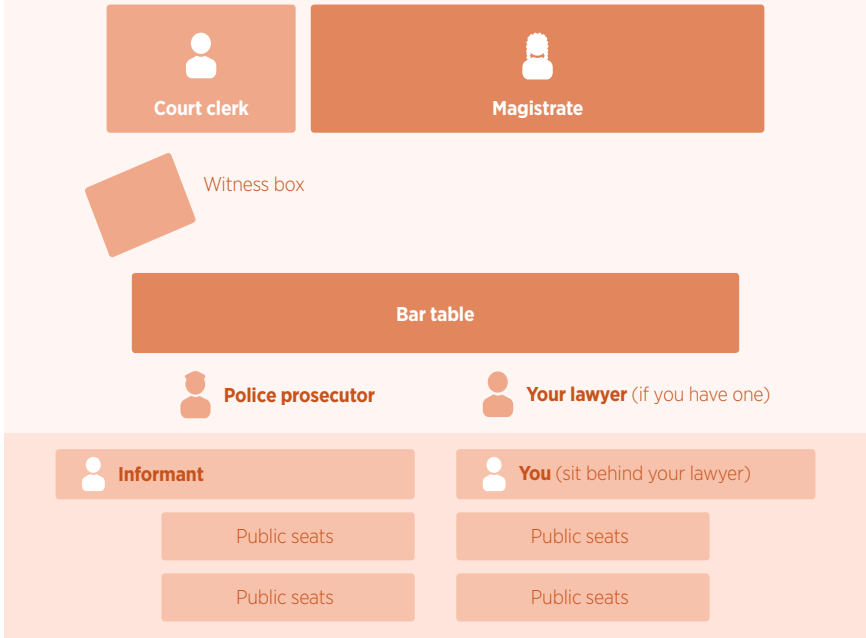 Court clerk
Magistrate
Witness box
Bar table
Police prosecutor
Your lawyer (if you have one)
Informant
You (sit behind your lawyer)
Public seats
Public seats
Public seats
Public seats